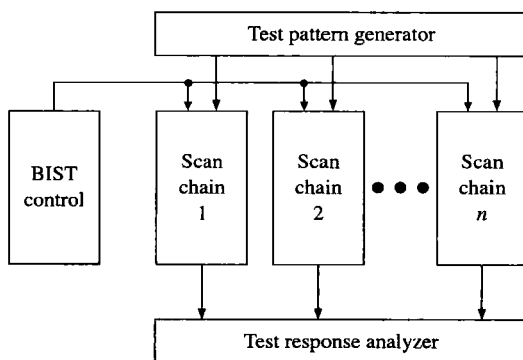 Test pattern generator
BIST
control
Scan
chain
1
Scan
chain
2
Scan
chain
n
Test response analyzer